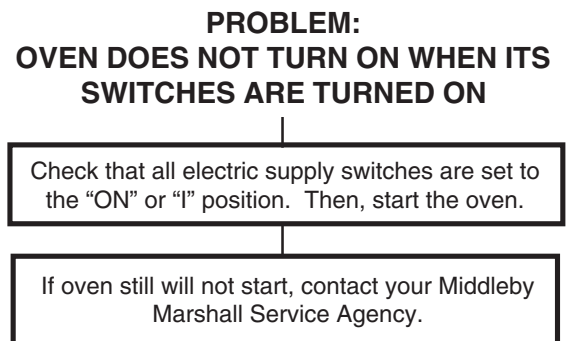 PROBLEM:
OVEN DOES NOT TURN ON WHEN ITS
SWITCHES ARE TURNED ON
Check that all electric supply switches are set to
the “ON” or “I” position.  Then, start the oven.
If oven still will not start, contact your Middleby
Marshall Service Agency.